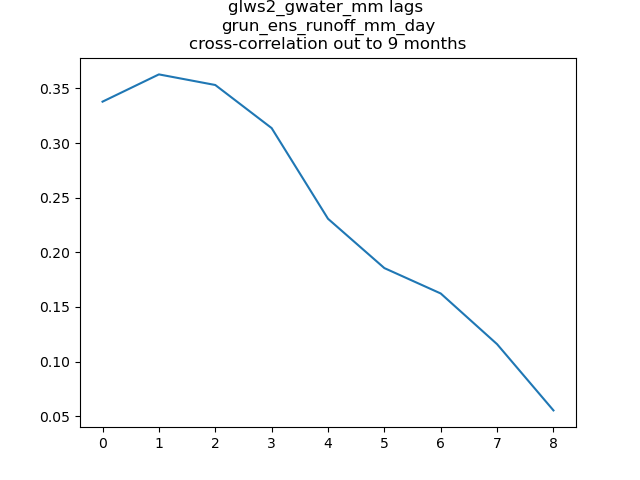 glws2_gwater_mm lags
grun_ens_runoff_mm_day
cross-correlation out to 9 months
0.35
0.30
0.25
0.20
0.15
0.10
0.05
0 1 2 3 4 5 6 7 8